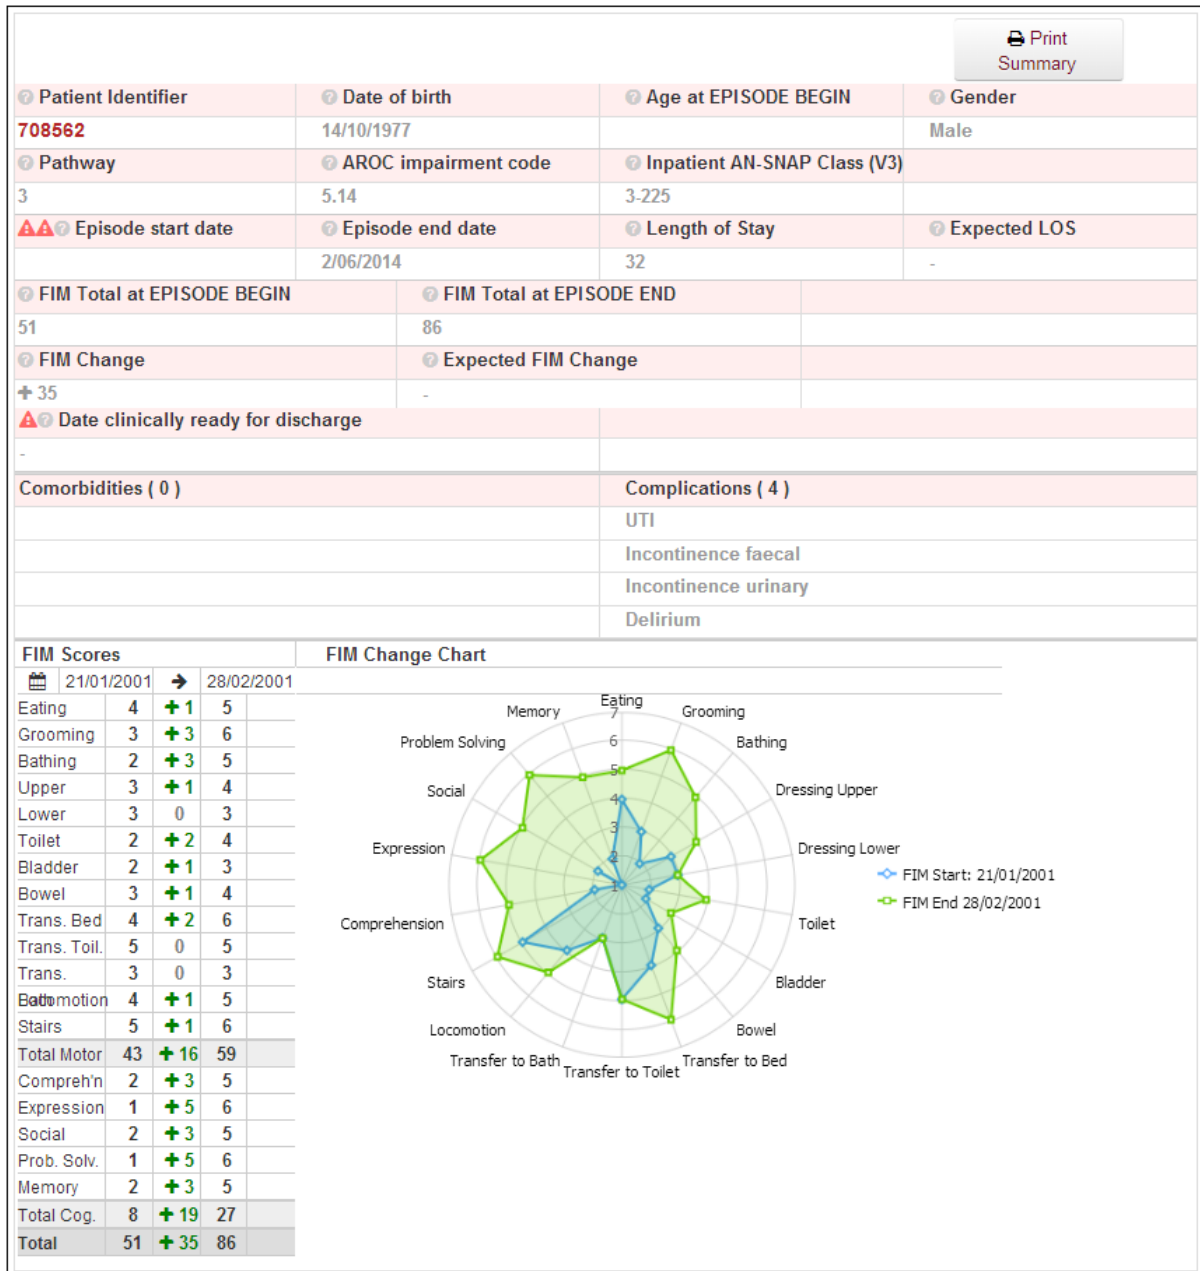 Print
Summary
Patient Identifier Date of birth Age at EPISODE BEGIN Gender
708562 14/10/1977 Male
Pathway AROC impairment code Inpatient AN-SNAP Class (V3)
3 5.14 3-225
Episode start date Episode end date Length of Stay Expected LOS
2/06/2014 32 -
FIM Total at EPISODE BEGIN FIM Total at EPISODE END
51 86
FIM Change Expected FIM Change
+ 35 -
Date clinically ready for discharge
-
Comorbidities ( 0 ) Complications ( 4 )
UTI
Incontinence faecal
Incontinence urinary
Delirium
FIM Scores FIM Change Chart
21/01/2001 → 28/02/2001
Eating 4 + 1 5
Grooming 3 + 3 6
Bathing 2 + 3 5
Upper 3 + 1 4
Lower 3 0 3
Toilet 2 + 2 4
Bladder 2 + 1 3
Bowel 3 + 1 4
Trans. Bed 4 + 2 6
Trans. Toil. 5 0 5
Trans. Bath 3 0 3
Locomotion 4 + 1 5
Stairs 5 + 1 6
Total Motor 43 + 16 59
Compreh'n 2 + 3 5
Expression 1 + 5 6
Social 2 + 3 5
Prob. Solv. 1 + 5 6
Memory 2 + 3 5
Total Cog. 8 + 19 27
Total 51 + 35 86
Eating
Grooming
Bathing
Dressing Upper
Dressing Lower
Toilet
Bladder
Bowel
Transfer to Bed
Transfer to Toilet
Transfer to Bath
Locomotion
Stairs
Comprehension
Expression
Social
Problem Solving
Memory
7
6
5
4
3
2
1
FIM Start: 21/01/2001
FIM End 28/02/2001